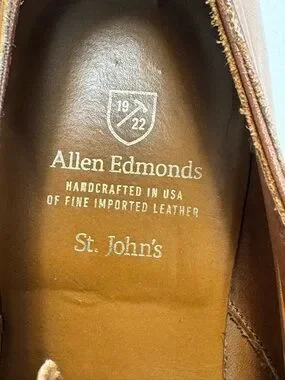 19
22
Allen Edmonds
HANDCRAFTED IN USA
OF FINE IMPORTED LEATHER
St. John's